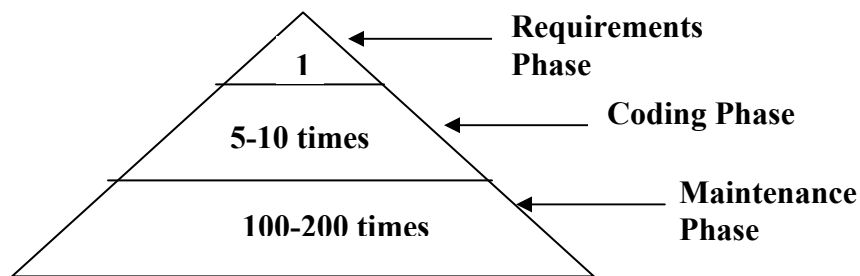 1
Requirements
Phase
5-10 times
Coding Phase
100-200 times
Maintenance
Phase